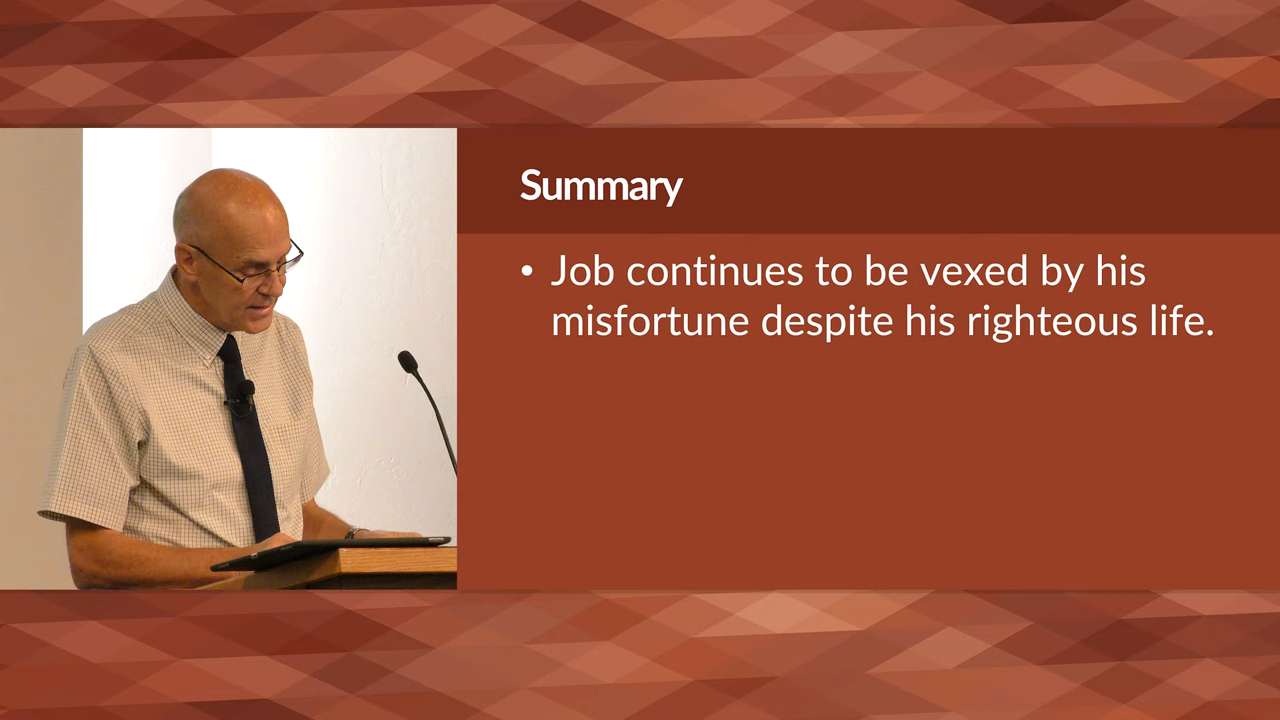 Summary
• Job continues to be vexed by his
misfortune despite his righteous life.